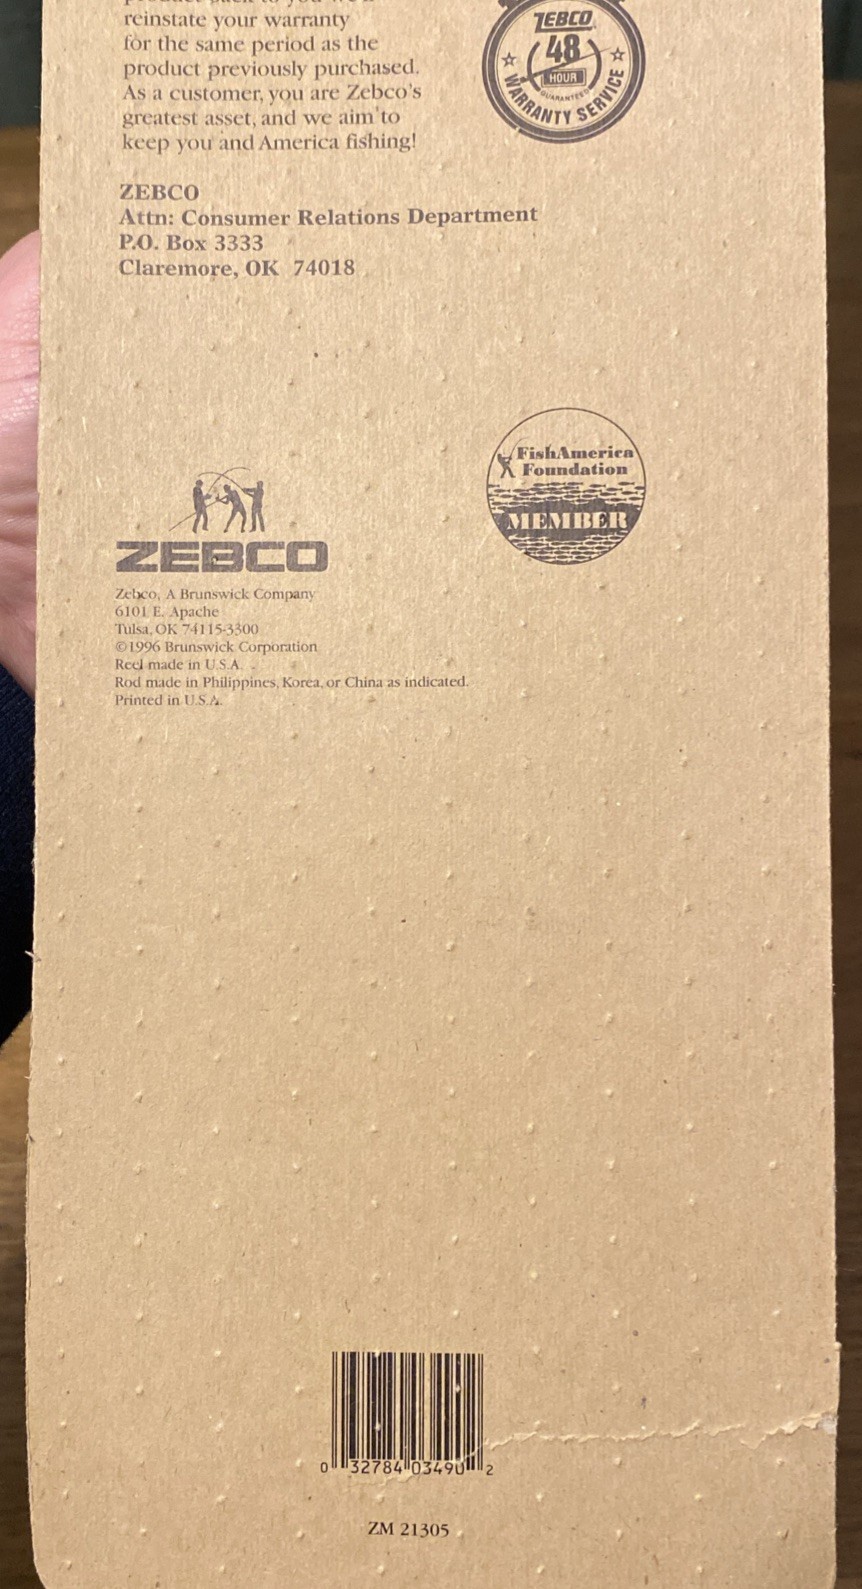 reinstate your warranty
for the same period as the
product previously purchased.
As a customer, you are Zebco's
greatest asset, and we aim to
keep you and America fishing!
ZEBCO
48
HOUR
GUARANTEED
WARRANTY SERVICE
ZEBCO
Attn: Consumer Relations Department
P.O. Box 3333
Claremore, OK 74018
FishAmerica
Foundation
MEMBER
ZEBCO
Zebco, A Brunswick Company
6101 E. Apache
Tulsa, OK 74115-3300
©1996 Brunswick Corporation
Reel made in U.S.A.
Rod made in Philippines, Korea, or China as indicated.
Printed in U.S.A.
0 32784 03490 2
ZM 21305